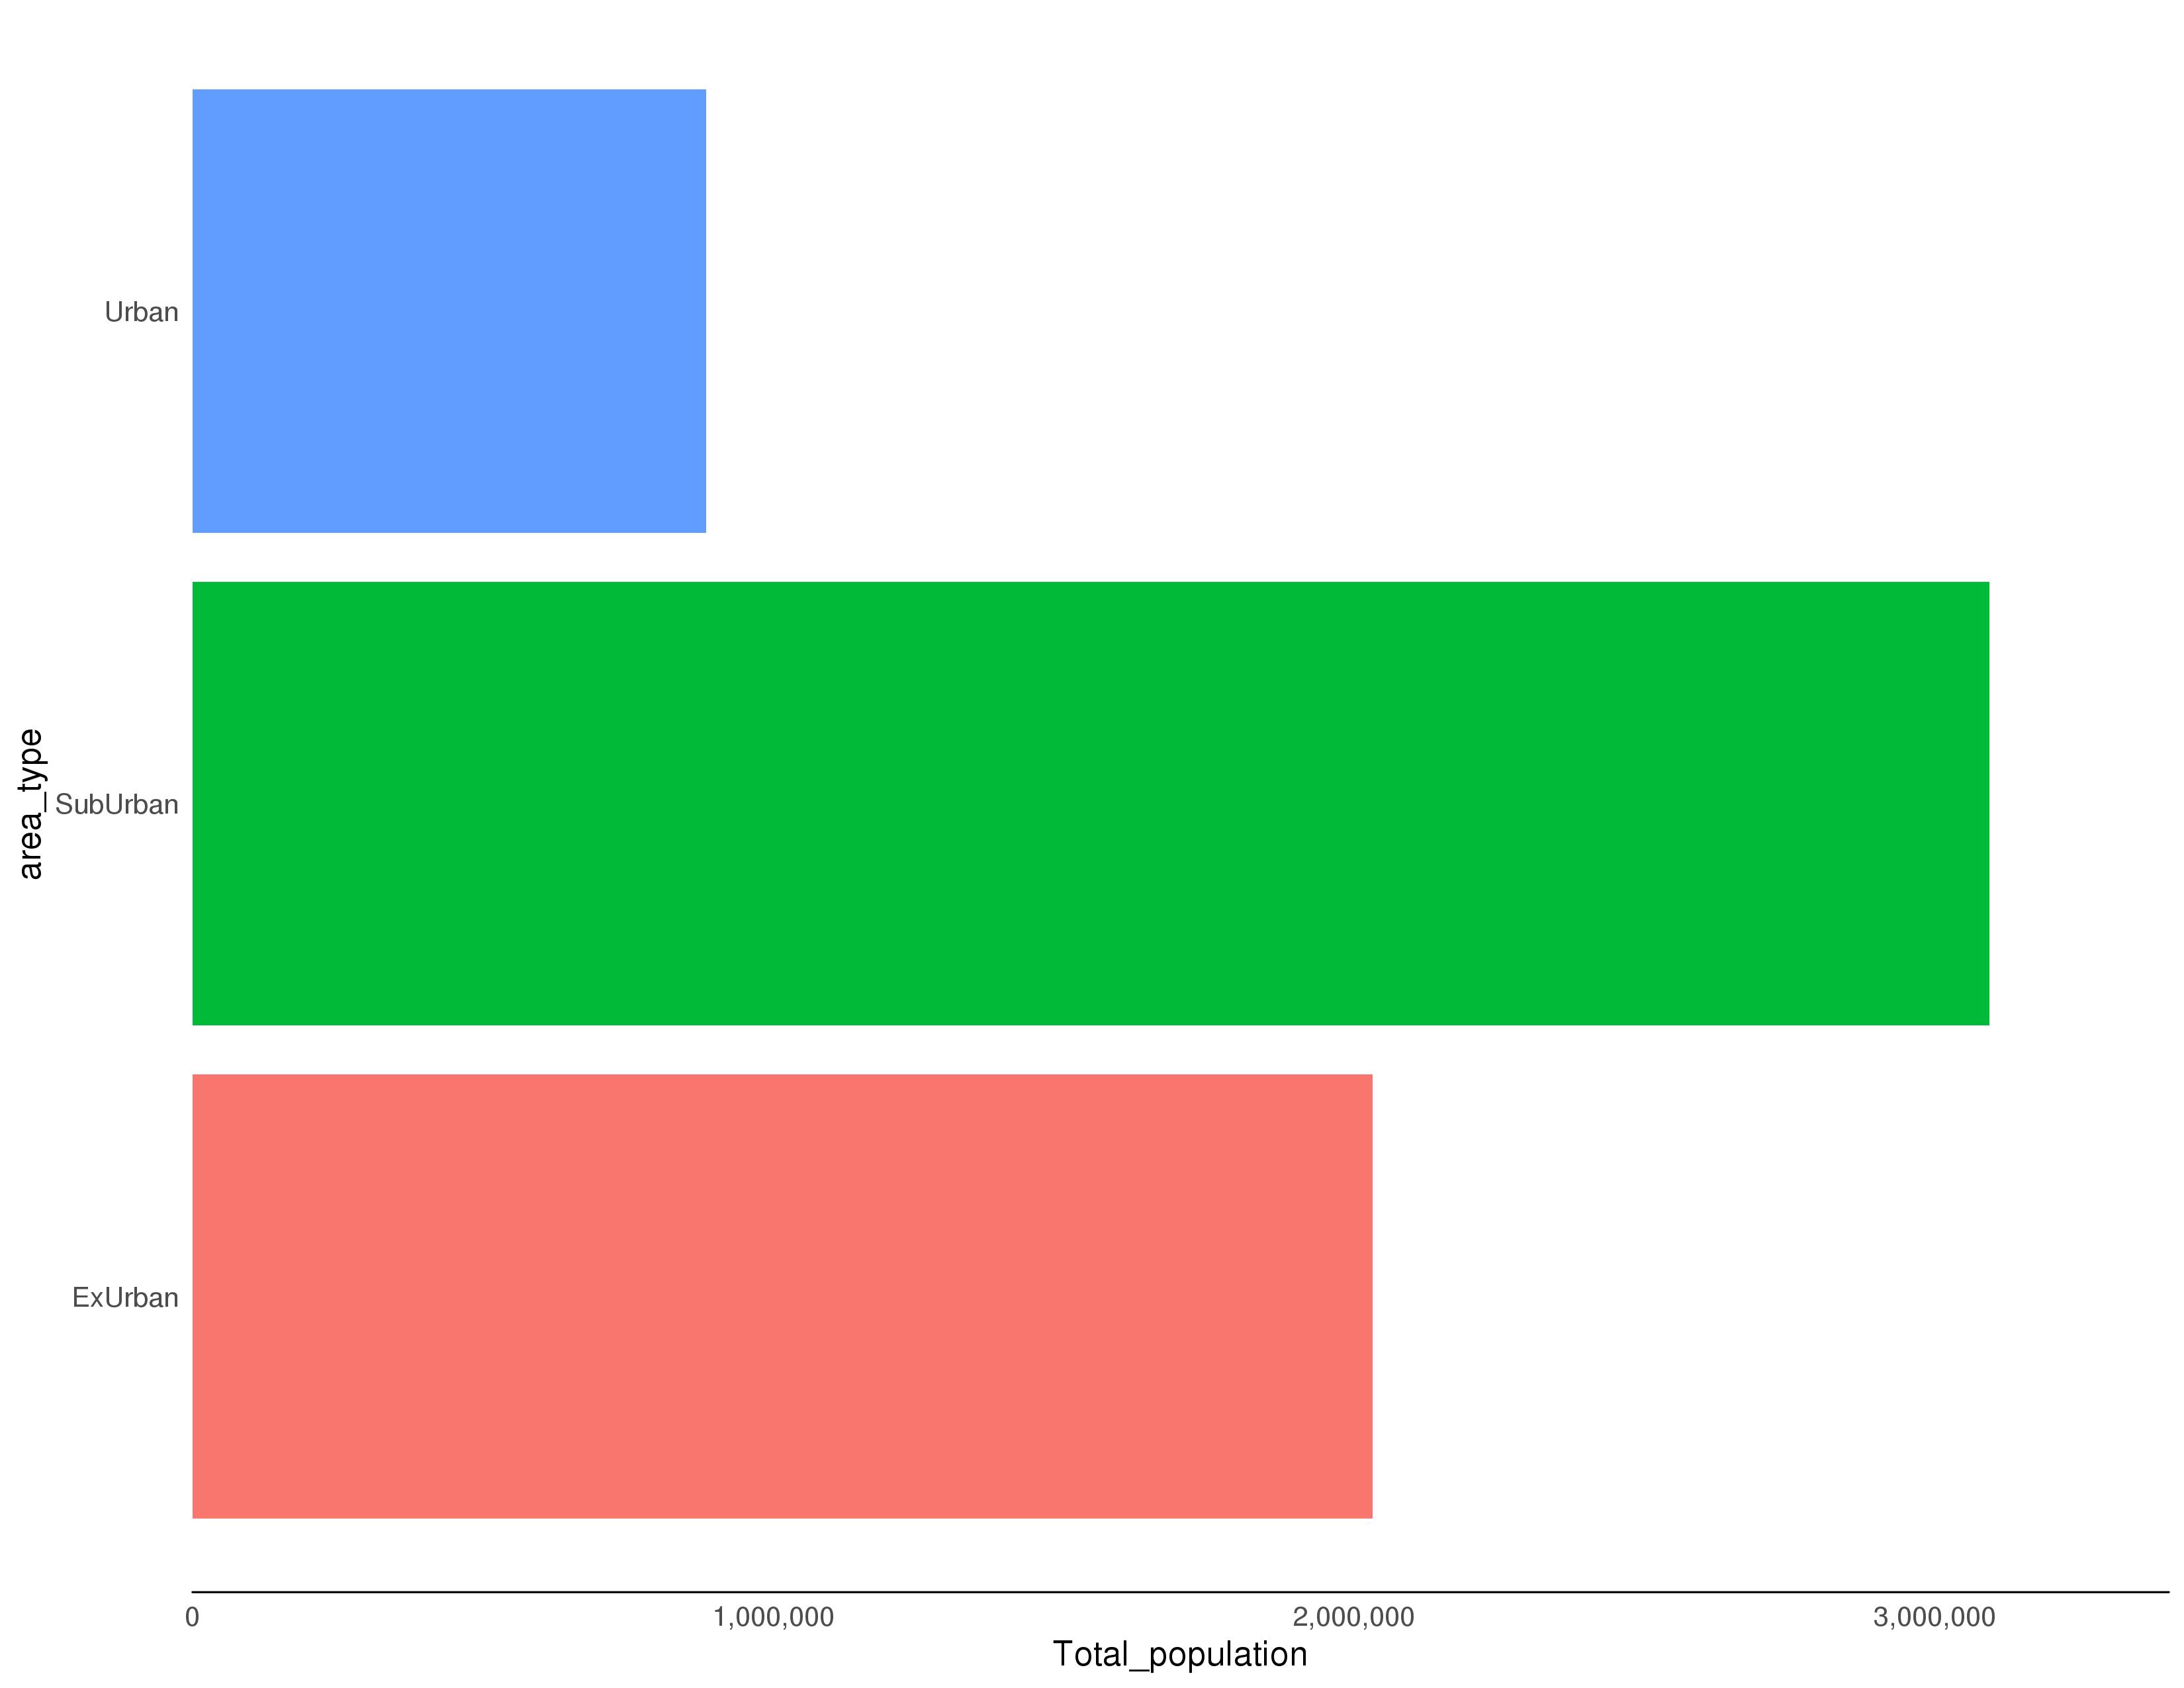 Urban
SubUrban
ExUrban
area_type
0
1,000,000
2,000,000
3,000,000
Total_population